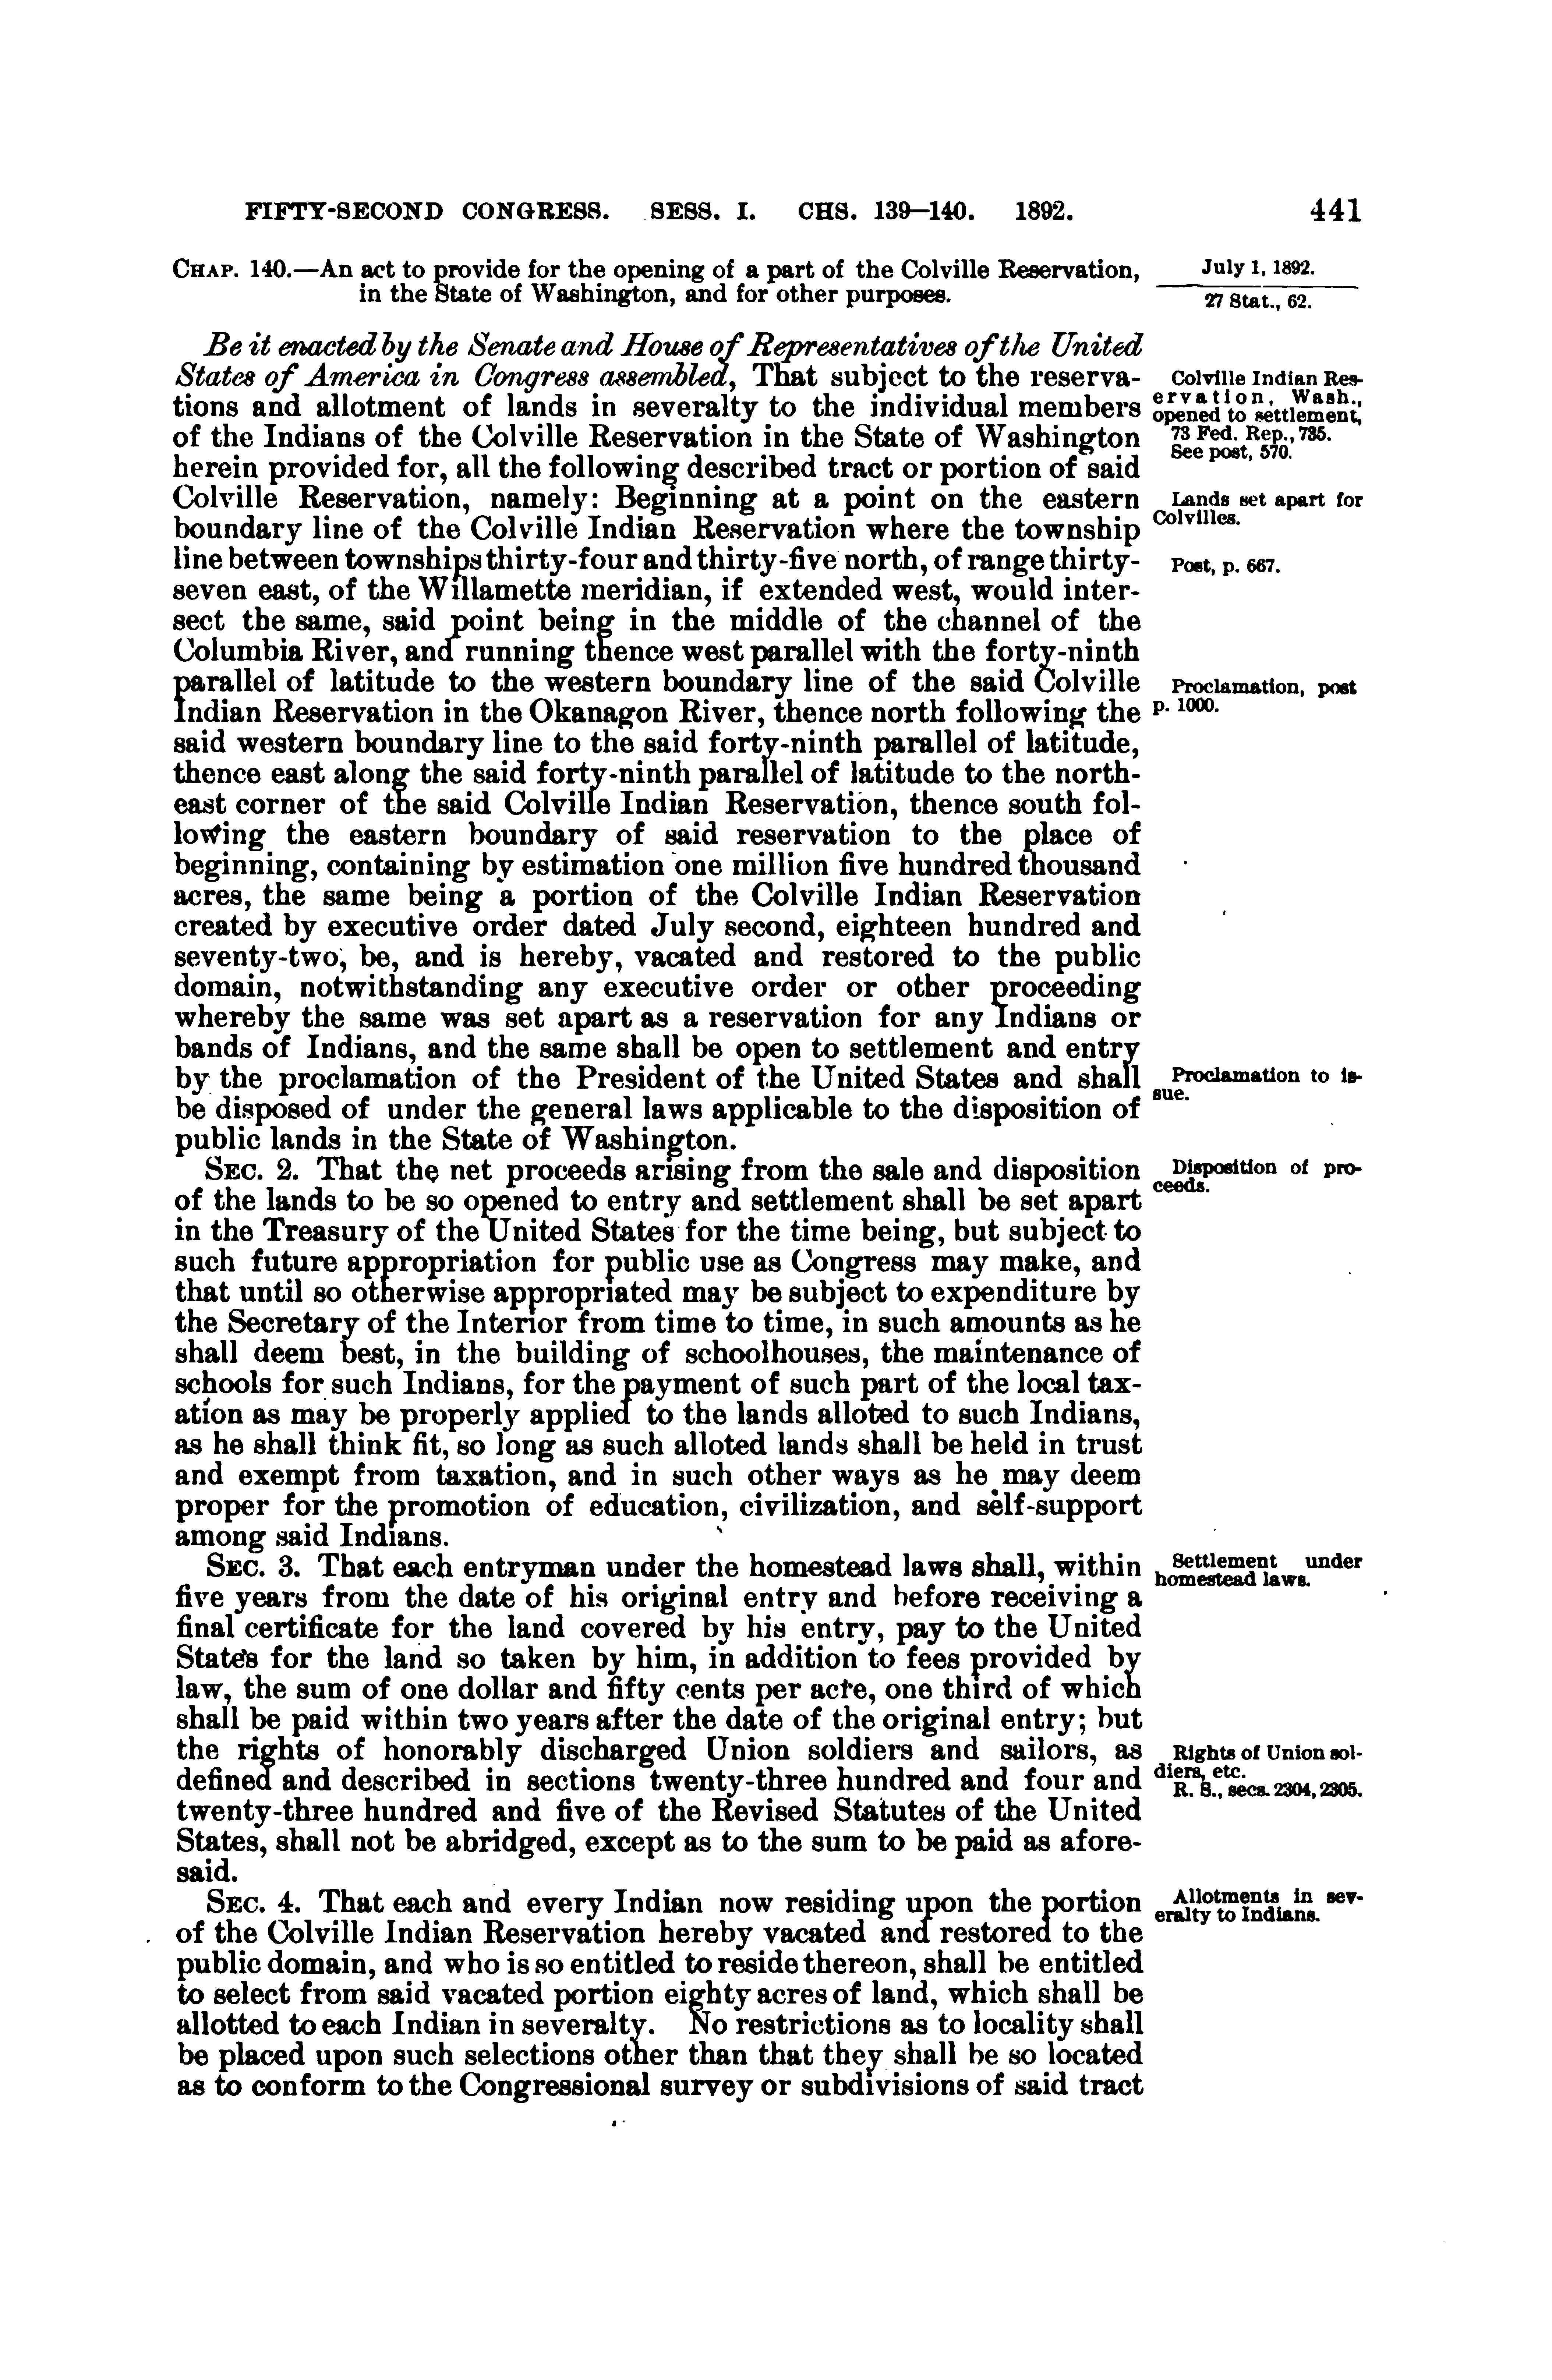 FIFTY-SECOND CONGRESS. SESS. I. CHS. 139–140. 1892. 441
CHAP. 140.—An act to provide for the opening of a part of the Colville Reservation,
in the State of Washington, and for other purposes.
July 1, 1892.
27 Stat., 62.
Be it enacted by the Senate and House of Representatives of the United
States of America in Congress assembled, That subject to the reserva-
tions and allotment of lands in severalty to the individual members
of the Indians of the Colville Reservation in the State of Washington
herein provided for, all the following described tract or portion of said
Colville Reservation, namely: Beginning at a point on the eastern
boundary line of the Colville Indian Reservation where the township
line between townships thirty-four and thirty-five north, of range thirty-
seven east, of the Willamette meridian, if extended west, would inter-
sect the same, said point being in the middle of the channel of the
Columbia River, and running thence west parallel with the forty-ninth
parallel of latitude to the western boundary line of the said Colville
Indian Reservation in the Okanagon River, thence north following the
said western boundary line to the said forty-ninth parallel of latitude,
thence east along the said forty-ninth parallel of latitude to the north-
east corner of the said Colville Indian Reservation, thence south fol-
lowing the eastern boundary of said reservation to the place of
beginning, containing by estimation one million five hundred thousand
acres, the same being a portion of the Colville Indian Reservation
created by executive order dated July second, eighteen hundred and
seventy-two, be, and is hereby, vacated and restored to the public
domain, notwithstanding any executive order or other proceeding
whereby the same was set apart as a reservation for any Indians or
bands of Indians, and the same shall be open to settlement and entry
by the proclamation of the President of the United States and shall
be disposed of under the general laws applicable to the disposition of
public lands in the State of Washington.
Colville Indian Res-
ervation, Wash.,
opened to settlement,
73 Fed. Rep., 735.
See post, 570.
Lands set apart for
Colvilles.
Post, p. 667.
Proclamation, post
p. 1000.
Proclamation to is-
sue.
SEC. 2. That the net proceeds arising from the sale and disposition
of the lands to be so opened to entry and settlement shall be set apart
in the Treasury of the United States for the time being, but subject to
such future appropriation for public use as Congress may make, and
that until so otherwise appropriated may be subject to expenditure by
the Secretary of the Interior from time to time, in such amounts as he
shall deem best, in the building of schoolhouses, the maintenance of
schools for such Indians, for the payment of such part of the local tax-
ation as may be properly applied to the lands alloted to such Indians,
as he shall think fit, so long as such alloted lands shall be held in trust
and exempt from taxation, and in such other ways as he may deem
proper for the promotion of education, civilization, and self-support
among said Indians.
Disposition of pro-
ceeds.
SEC. 3. That each entryman under the homestead laws shall, within
five years from the date of his original entry and before receiving a
final certificate for the land covered by his entry, pay to the United
States for the land so taken by him, in addition to fees provided by
law, the sum of one dollar and fifty cents per acre, one third of which
shall be paid within two years after the date of the original entry; but
the rights of honorably discharged Union soldiers and sailors, as
defined and described in sections twenty-three hundred and four and
twenty-three hundred and five of the Revised Statutes of the United
States, shall not be abridged, except as to the sum to be paid as afore-
said.
Settlement under
homestead laws.
Rights of Union sol-
diers, etc.
R. S., secs. 2304, 2305.
SEC. 4. That each and every Indian now residing upon the portion
of the Colville Indian Reservation hereby vacated and restored to the
public domain, and who is so entitled to reside thereon, shall be entitled
to select from said vacated portion eighty acres of land, which shall be
allotted to each Indian in severalty. No restrictions as to locality shall
be placed upon such selections other than that they shall be so located
as to conform to the Congressional survey or subdivisions of said tract
Allotments in sev-
eralty to Indians.